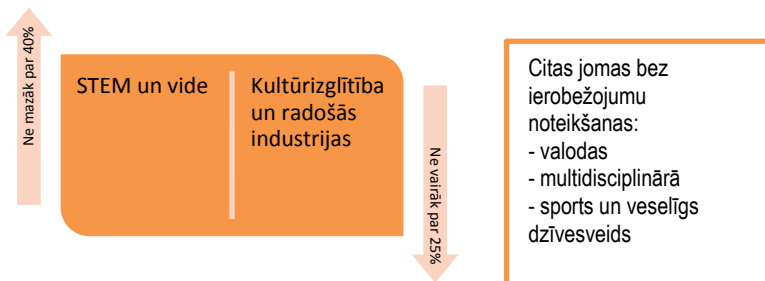 Ne mazāk par 40%
STEM un vide
Kultūrizglītība
un radošās
industrijas
Ne vairāk par 25%
Citas jomas bez
ierobežojumu
noteikšanas:
- valodas
- multidisciplinārā
- sports un veselīgs
dzīvesveids